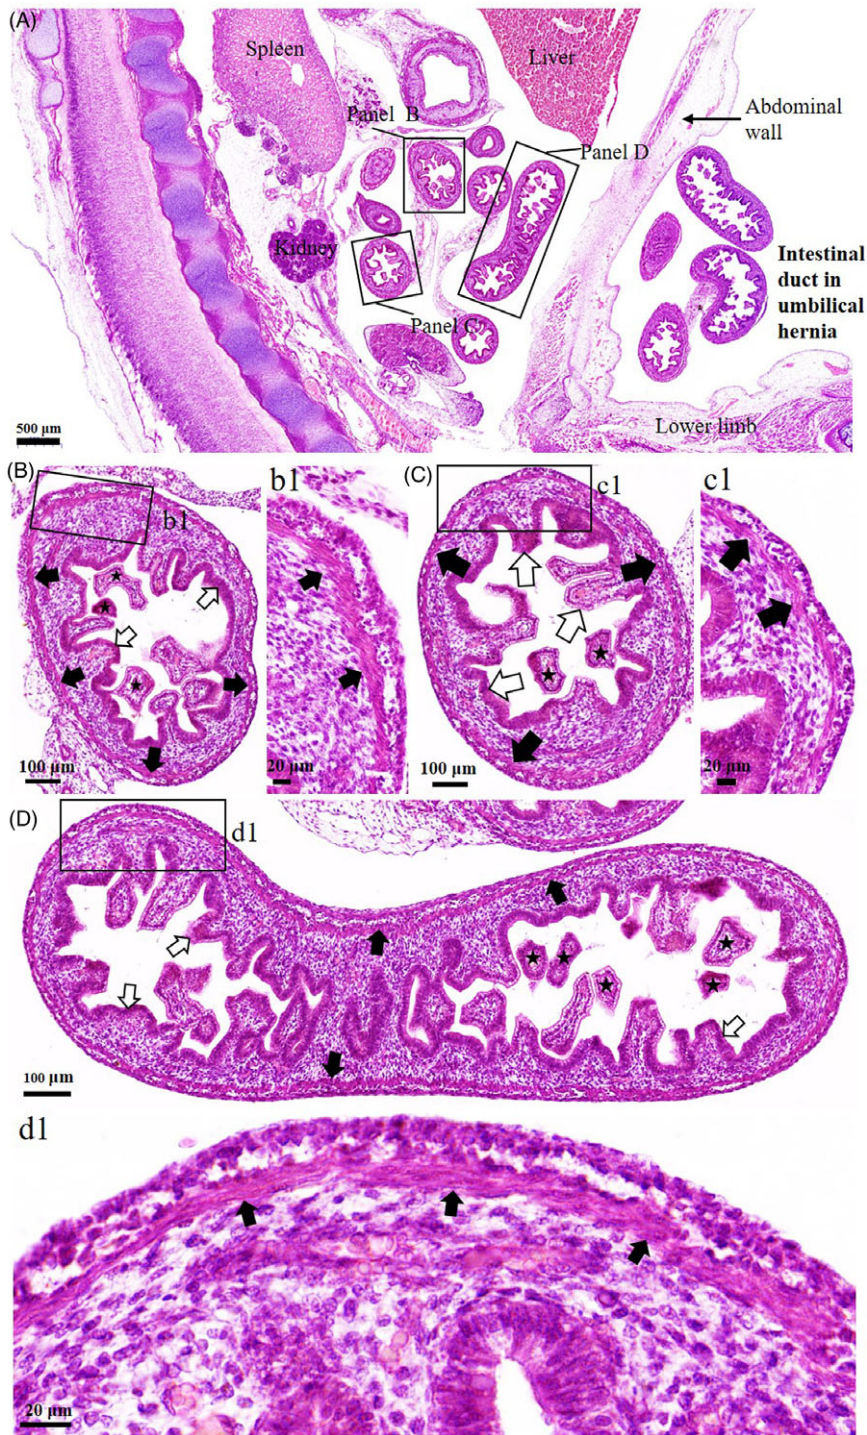 (A)
Spleen
Liver
Panel B
Abdominal
wall
Panel D
Kidney
Intestinal
duct in
umbilical
hernia
Panel C
Lower limb
500 μm
(B)
b1
b1
(C)
c1
c1
100 μm
20 μm
100 μm
20 μm
(D)
d1
100 μm
d1
20 μm